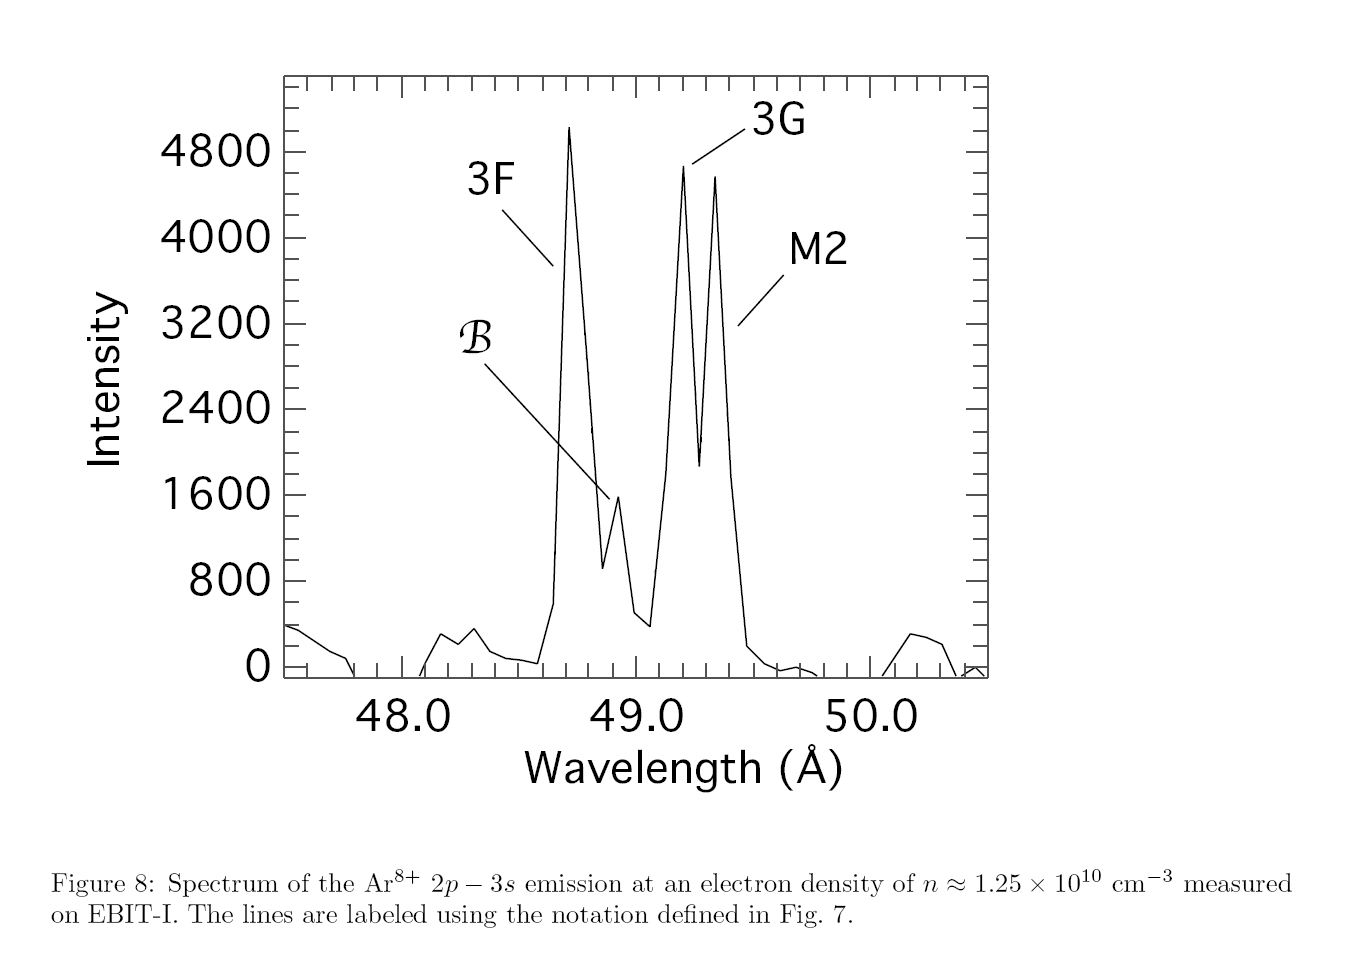 3G
3F
M2
ℬ
4800
4000
3200
2400
1600
800
0
Intensity
48.0 49.0 50.0
Wavelength (Å)
Figure 8: Spectrum of the Ar⁸⁺ 2p − 3s emission at an electron density of n ≈ 1.25 × 10¹⁰ cm⁻³ measured
on EBIT-I. The lines are labeled using the notation defined in Fig. 7.